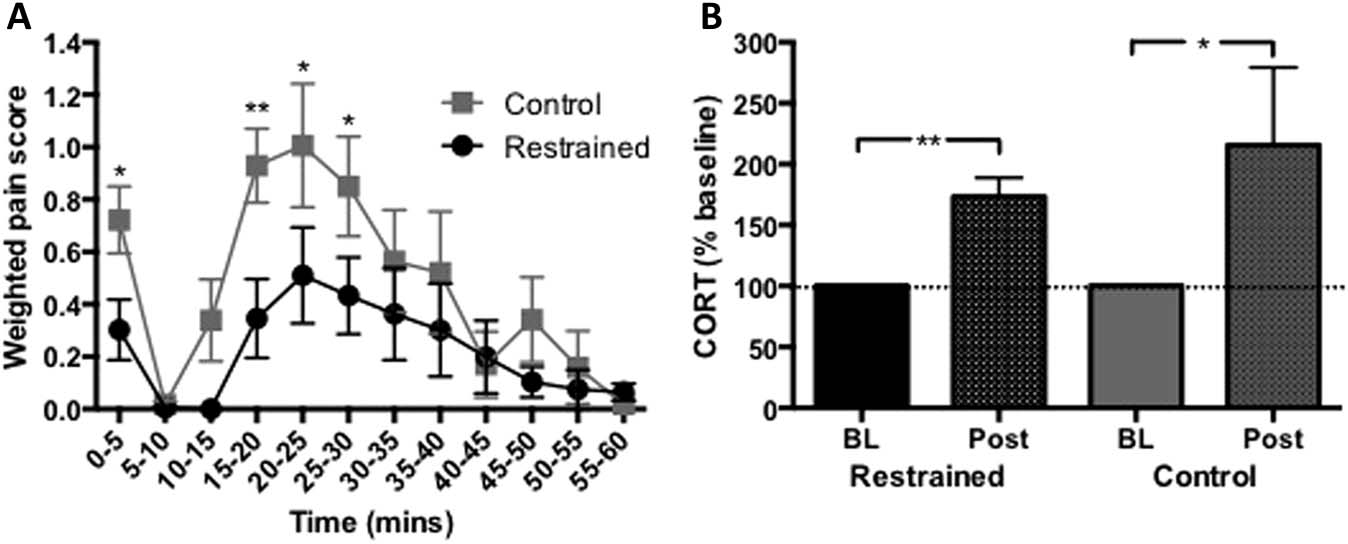 A
Weighted pain score
1.4
1.2
1.0
0.8
0.6
0.4
0.2
0.0
*
**
*
*
Control
Restrained
0-5
5-10
10-15
15-20
20-25
25-30
30-35
35-40
40-45
45-50
50-55
55-60
Time (mins)
B
CORT (% baseline)
300
250
200
150
100
50
0
**
*
BL
Post
BL
Post
Restrained
Control